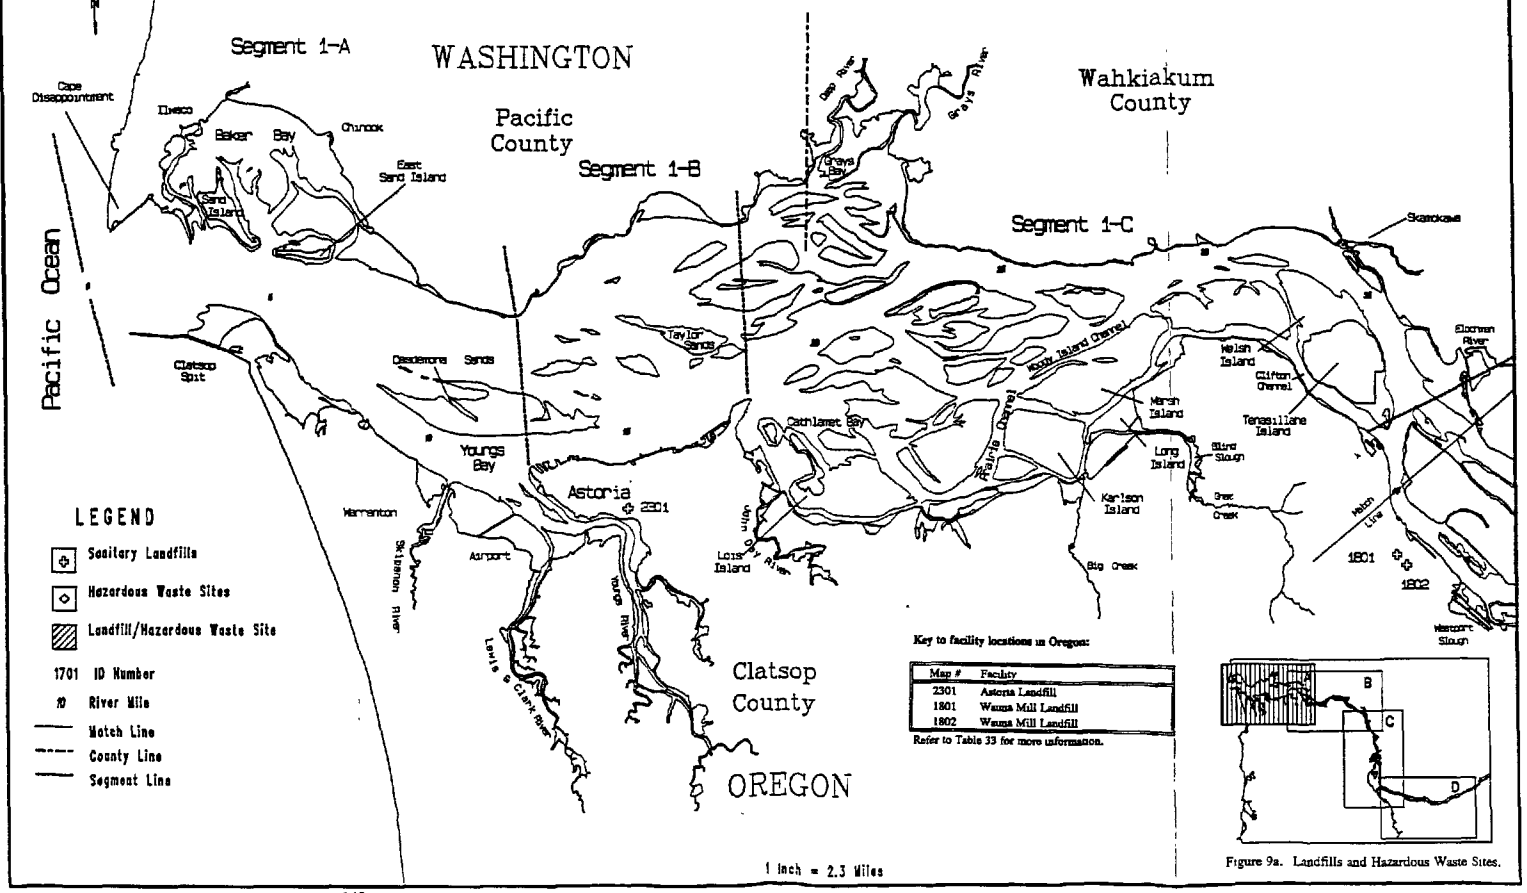 N
Segment 1-A
WASHINGTON
Cape
Disappointment
Ilwaco
Baker Bay
Chinook
Pacific
County
East
Sand Island
Sand
Island
Segment 1-B
Deep River
Grays River
Grays
Bay
Wahkiakum
County
Segment 1-C
Skamokawa
Pacific Ocean
Clatsop
Spit
Desdemona Sands
Taylor
Sands
Woody Island Channel
Welsh
Island
Clifton
Channel
Elochman
River
Marsh
Island
Tenasillane
Island
Cathlamet Bay
Prairie Channel
Youngs
Bay
Long
Island
Blind
Slough
Astoria
2301
Warrenton
Karlson
Island
Gnat
Creek
Match
Line
Airport
Skipanon River
John Day River
Lois
Island
Big Creek
1801
1802
Westport
Slough
Youngs River
Lewis & Clark River
Clatsop
County
OREGON
LEGEND
Sanitary Landfills
Hazardous Waste Sites
Landfill/Hazardous Waste Site
1701 ID Number
10 River Mile
Match Line
County Line
Segment Line
Key to facility locations in Oregon:
Map # Facility
2301 Astoria Landfill
1801 Wauna Mill Landfill
1802 Wauna Mill Landfill
Refer to Table 33 for more information.
A
B
C
D
1 inch = 2.3 Miles
Figure 9a. Landfills and Hazardous Waste Sites.